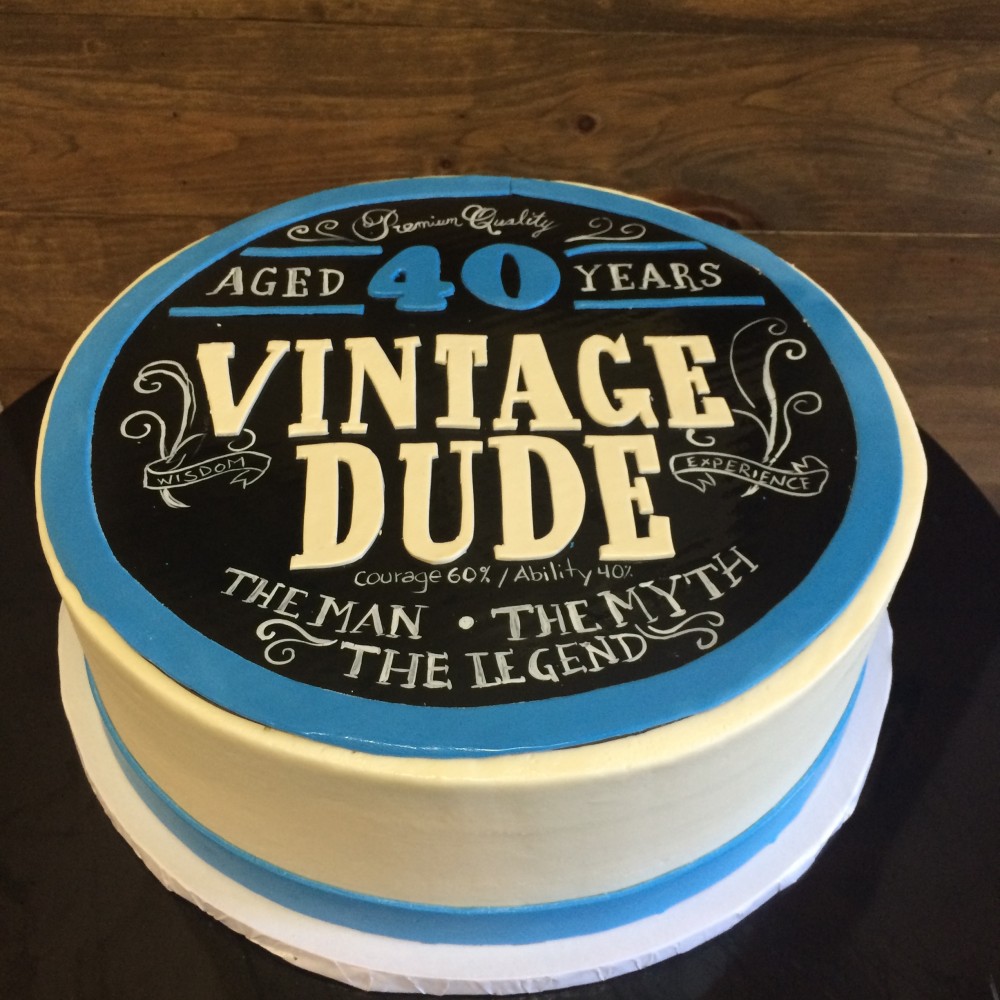 Premium Quality
AGED 40 YEARS
VINTAGE
DUDE
WISDOM
EXPERIENCE
Courage 60% / Ability 40%
THE MAN • THE MYTH
THE LEGEND